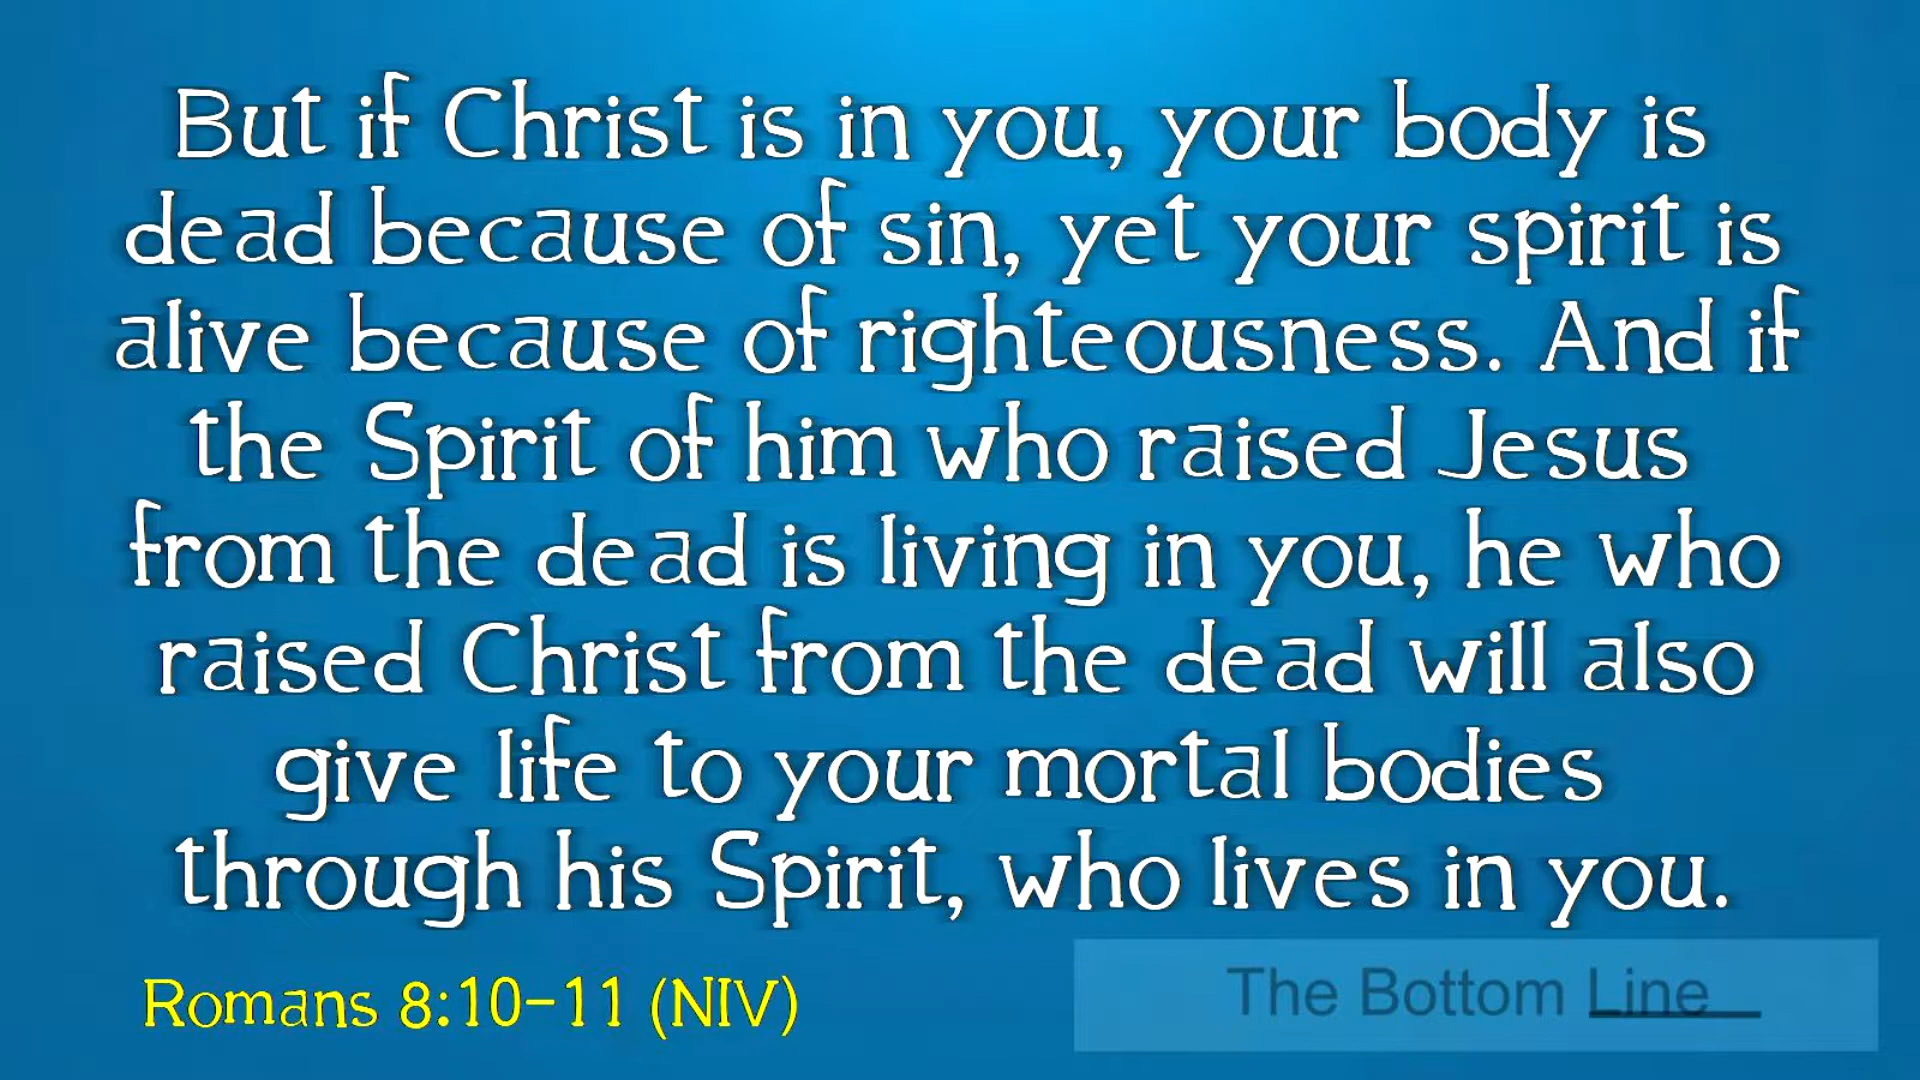 But if Christ is in you, your body is
dead because of sin, yet your spirit is
alive because of righteousness. And if
the Spirit of him who raised Jesus
from the dead is living in you, he who
raised Christ from the dead will also
give life to your mortal bodies
through his Spirit, who lives in you.
Romans 8:10-11 (NIV)
The Bottom Line